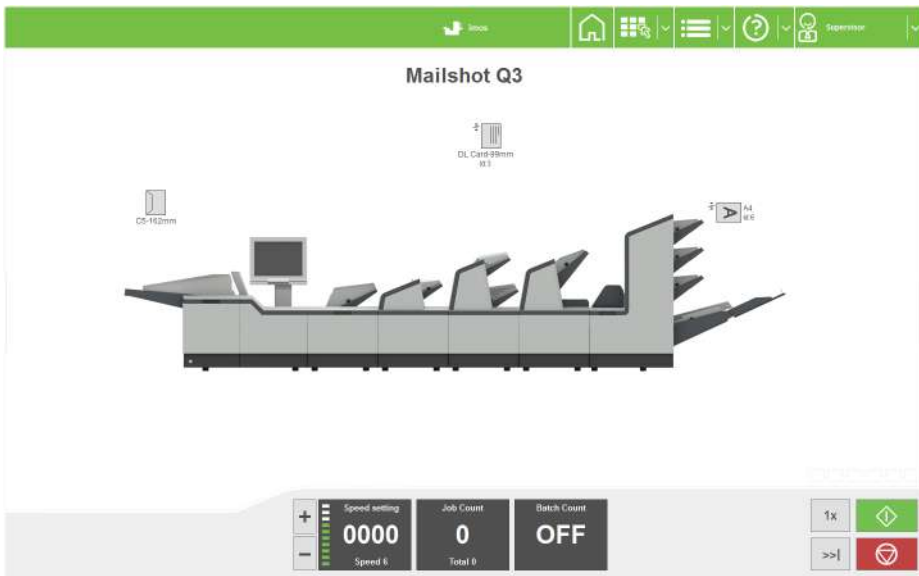 Imos
Supervisor
Mailshot Q3
DL Card-99mm
C5-162mm
A4
Speed setting
0000
Speed 6
Job Count
0
Total 0
Batch Count
OFF
+
−
1x
>>|